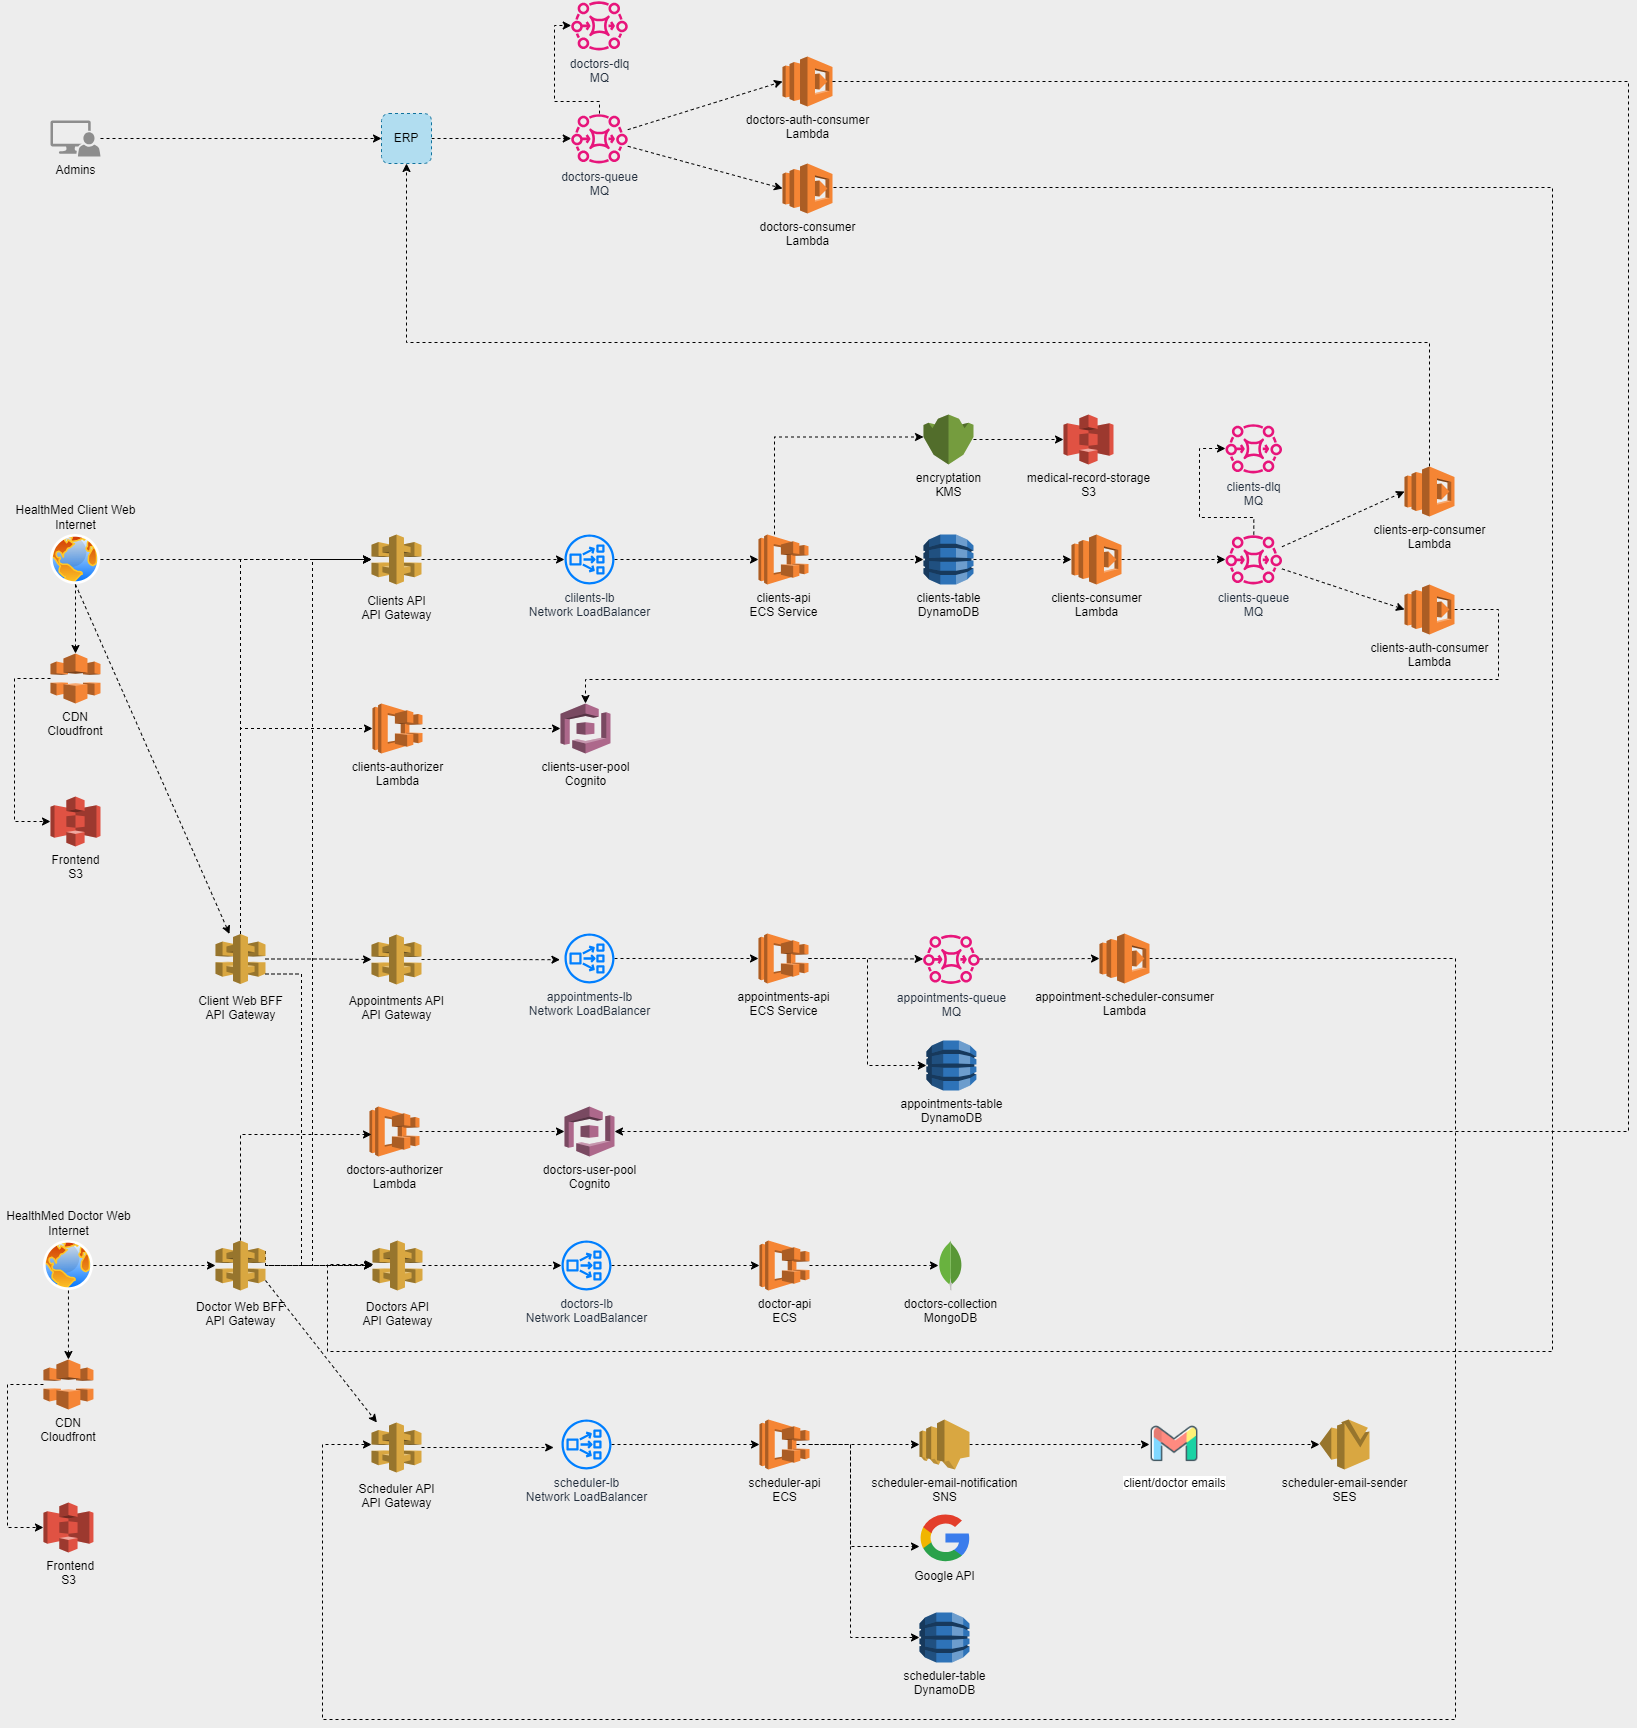 doctors-dlq
MQ
doctors-auth-consumer
Lambda
ERP
Admins
doctors-queue
MQ
doctors-consumer
Lambda
encryptation
KMS
medical-record-storage
S3
clients-dlq
MQ
HealthMed Client Web
Internet
clients-erp-consumer
Lambda
Clients API
API Gateway
clilents-lb
Network LoadBalancer
clients-api
ECS Service
clients-table
DynamoDB
clients-consumer
Lambda
clients-queue
MQ
clients-auth-consumer
Lambda
CDN
Cloudfront
clients-authorizer
Lambda
clients-user-pool
Cognito
Frontend
S3
Client Web BFF
API Gateway
Appointments API
API Gateway
appointments-lb
Network LoadBalancer
appointments-api
ECS Service
appointments-queue
MQ
appointment-scheduler-consumer
Lambda
appointments-table
DynamoDB
doctors-authorizer
Lambda
doctors-user-pool
Cognito
HealthMed Doctor Web
Internet
Doctor Web BFF
API Gateway
Doctors API
API Gateway
doctors-lb
Network LoadBalancer
doctor-api
ECS
doctors-collection
MongoDB
CDN
Cloudfront
Scheduler API
API Gateway
scheduler-lb
Network LoadBalancer
scheduler-api
ECS
scheduler-email-notification
SNS
client/doctor emails
scheduler-email-sender
SES
Frontend
S3
Google API
scheduler-table
DynamoDB